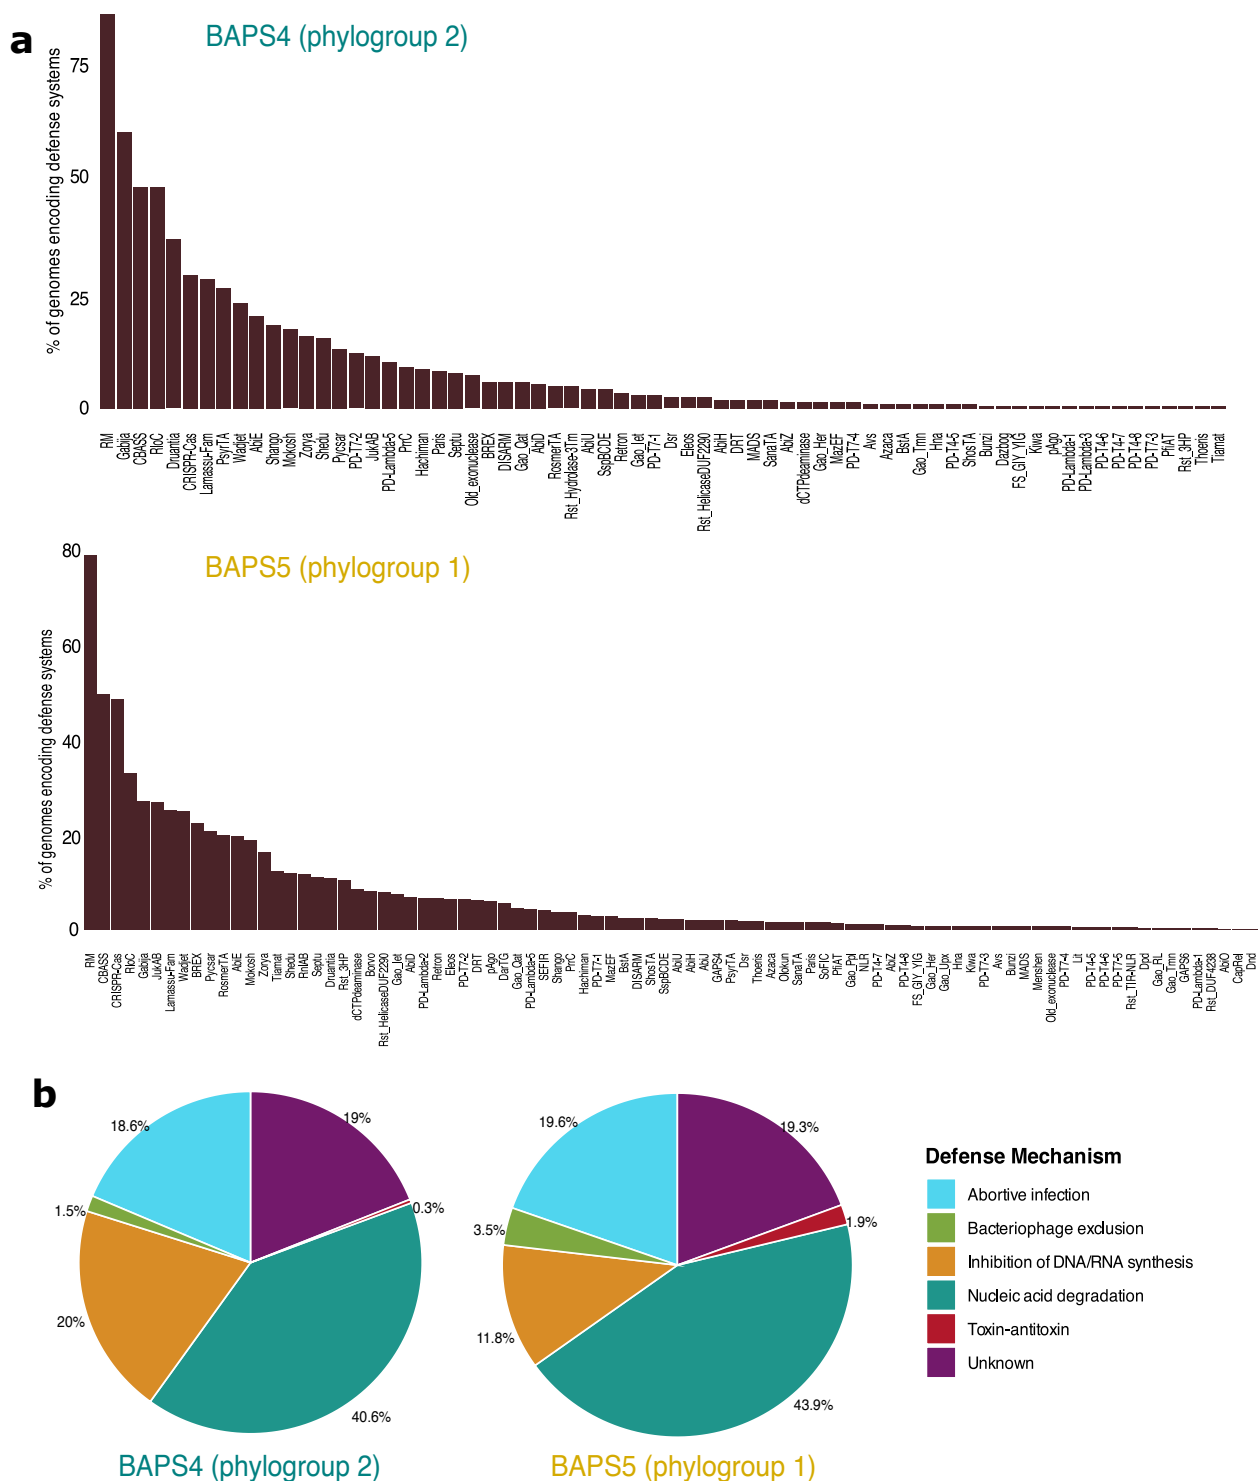 a
BAPS4 (phylogroup 2)
% of genomes encoding defense systems
75
50
25
0
RM
Gabija
CBASS
RloC
Druantia
CRISPR-Cas
Lamassu-Fam
PsyrTA
Wadjet
AbiE
Shango
Mokosh
Zorya
Shedu
Pycsar
PD-T7-2
JukAB
PD-Lambda-5
PrrC
Hachiman
Paris
Septu
Old_exonuclease
BREX
DISARM
Gao_Qat
AbiD
RosmerTA
Rst_Hydrolase-3Tm
AbiU
SspBCDE
Retron
Gao_Iet
PD-T7-1
Dsr
Eleos
Rst_HelicaseDUF2290
AbiH
DRT
MADS
SanaTA
AbiZ
dCTPdeaminase
Gao_Her
MazEF
PD-T7-4
Avs
Azaca
BstA
Gao_Tmn
Hna
PD-T4-5
ShosTA
Bunzi
Dazbog
FS_GIY_YIG
Kiwa
pAgo
PD-Lambda-1
PD-Lambda-3
PD-T4-6
PD-T4-7
PD-T4-8
PD-T7-3
PfiAT
Rst_3HP
Thoeris
Tiamat
BAPS5 (phylogroup 1)
% of genomes encoding defense systems
80
60
40
20
0
RM
CBASS
CRISPR-Cas
RloC
Gabija
JukAB
Lamassu-Fam
Wadjet
BREX
Pycsar
RosmerTA
AbiE
Mokosh
Zorya
Tiamat
Shedu
RnlAB
Septu
Druantia
Rst_3HP
dCTPdeaminase
Borvo
Rst_HelicaseDUF2290
Gao_Iet
AbiD
PD-Lambda-2
Retron
Eleos
PD-T7-2
DRT
pAgo
DarTG
Gao_Qat
PD-Lambda-5
SEFIR
Shango
PrrC
Hachiman
PD-T7-1
MazEF
BstA
DISARM
ShosTA
SspBCDE
AbiU
AbiH
AbiJ
GAPS4
PsyrTA
Dsr
Thoeris
Azaca
Olokun
SanaTA
Paris
SoFIC
PfiAT
Gao_Ppl
NLR
PD-T4-7
AbiZ
PD-T4-8
FS_GIY_YIG
Gao_Her
Gao_Upx
Hna
Kiwa
PD-T7-3
Avs
Bunzi
MADS
Menshen
Old_exonuclease
PD-T7-4
Lit
PD-T4-5
PD-T4-6
PD-T7-5
Rst_TIR-NLR
Dpd
Gao_RL
Gao_Tmn
GAPS6
PD-Lambda-1
Rst_DUF4238
AbiO
CapRel
Dnd
b
18.6%
19%
1.5%
0.3%
20%
40.6%
BAPS4 (phylogroup 2)
19.6%
19.3%
3.5%
1.9%
11.8%
43.9%
BAPS5 (phylogroup 1)
Defense Mechanism
Abortive infection
Bacteriophage exclusion
Inhibition of DNA/RNA synthesis
Nucleic acid degradation
Toxin-antitoxin
Unknown